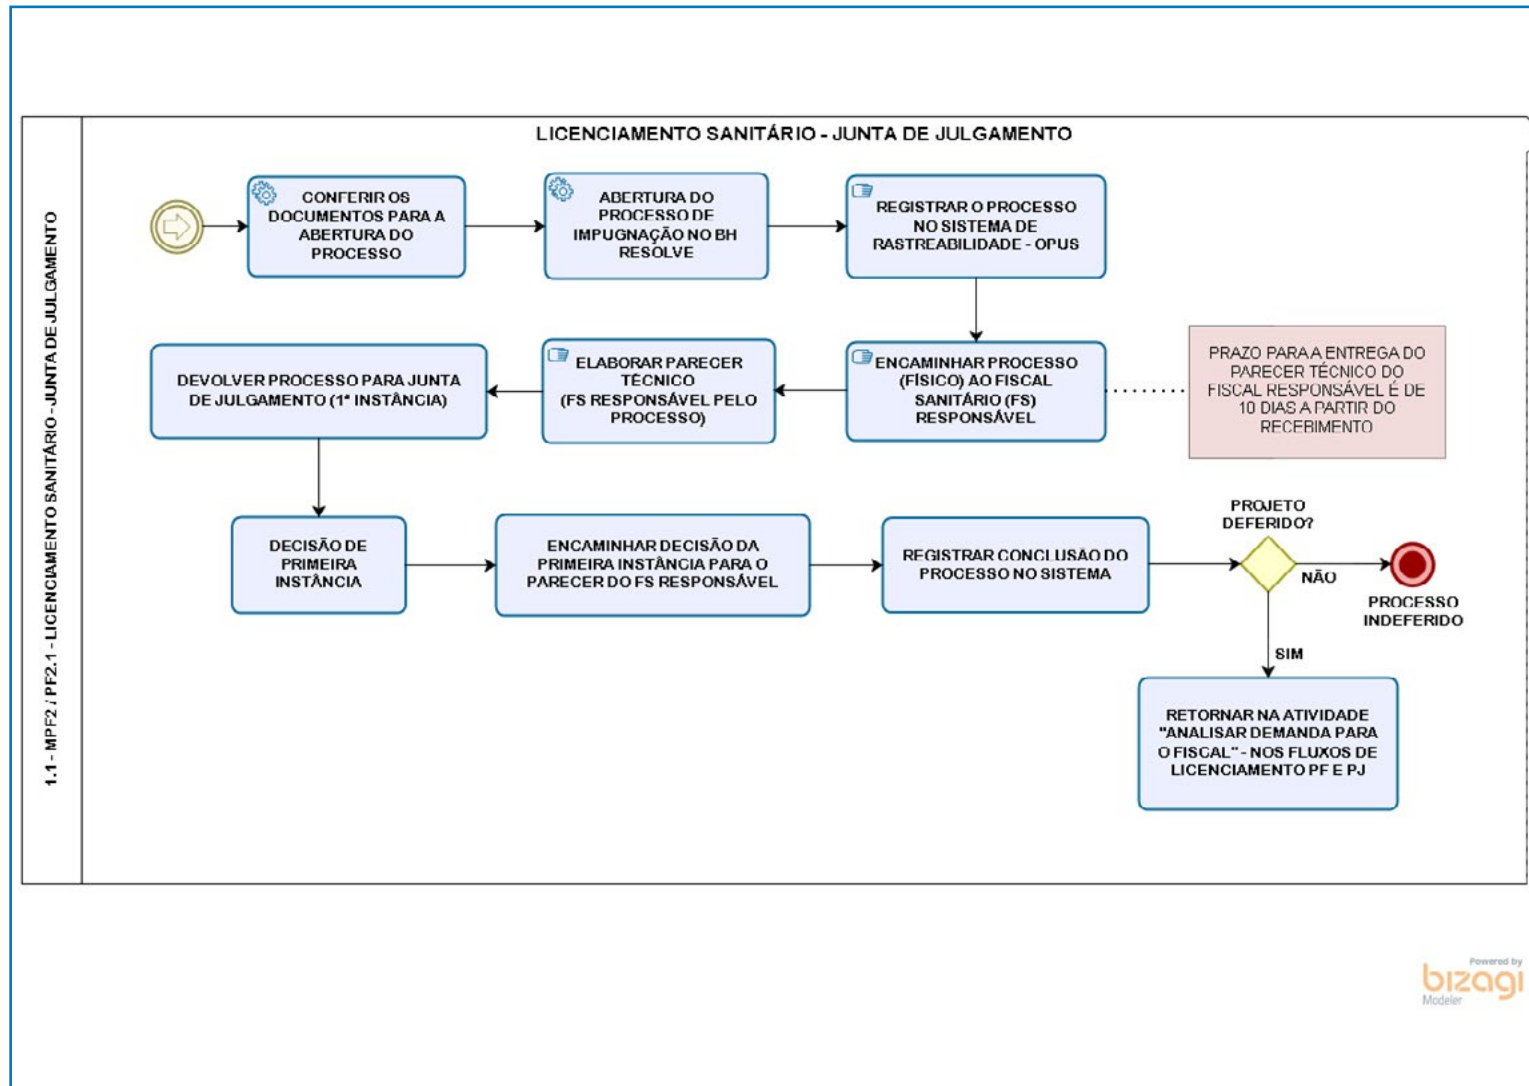 LICENCIAMENTO SANITÁRIO - JUNTA DE JULGAMENTO
1.1 - MPF2 / PF2.1 - LICENCIAMENTO SANITÁRIO - JUNTA DE JULGAMENTO
CONFERIR OS
DOCUMENTOS PARA A
ABERTURA DO
PROCESSO
ABERTURA DO
PROCESSO DE
IMPUGNAÇÃO NO BH
RESOLVE
REGISTRAR O PROCESSO
NO SISTEMA DE
RASTREABILIDADE - OPUS
DEVOLVER PROCESSO PARA JUNTA
DE JULGAMENTO (1ª INSTÂNCIA)
ELABORAR PARECER
TÉCNICO
(FS RESPONSÁVEL PELO
PROCESSO)
ENCAMINHAR PROCESSO
(FÍSICO) AO FISCAL
SANITÁRIO (FS)
RESPONSÁVEL
PRAZO PARA A ENTREGA DO
PARECER TÉCNICO DO
FISCAL RESPONSÁVEL É DE
10 DIAS A PARTIR DO
RECEBIMENTO
DECISÃO DE
PRIMEIRA
INSTÂNCIA
ENCAMINHAR DECISÃO DA
PRIMEIRA INSTÂNCIA PARA O
PARECER DO FS RESPONSÁVEL
REGISTRAR CONCLUSÃO DO
PROCESSO NO SISTEMA
PROJETO
DEFERIDO?
NÃO
PROCESSO
INDEFERIDO
SIM
RETORNAR NA ATIVIDADE
"ANALISAR DEMANDA PARA
O FISCAL" - NOS FLUXOS DE
LICENCIAMENTO PF E PJ
Powered by
bizagi
Modeler